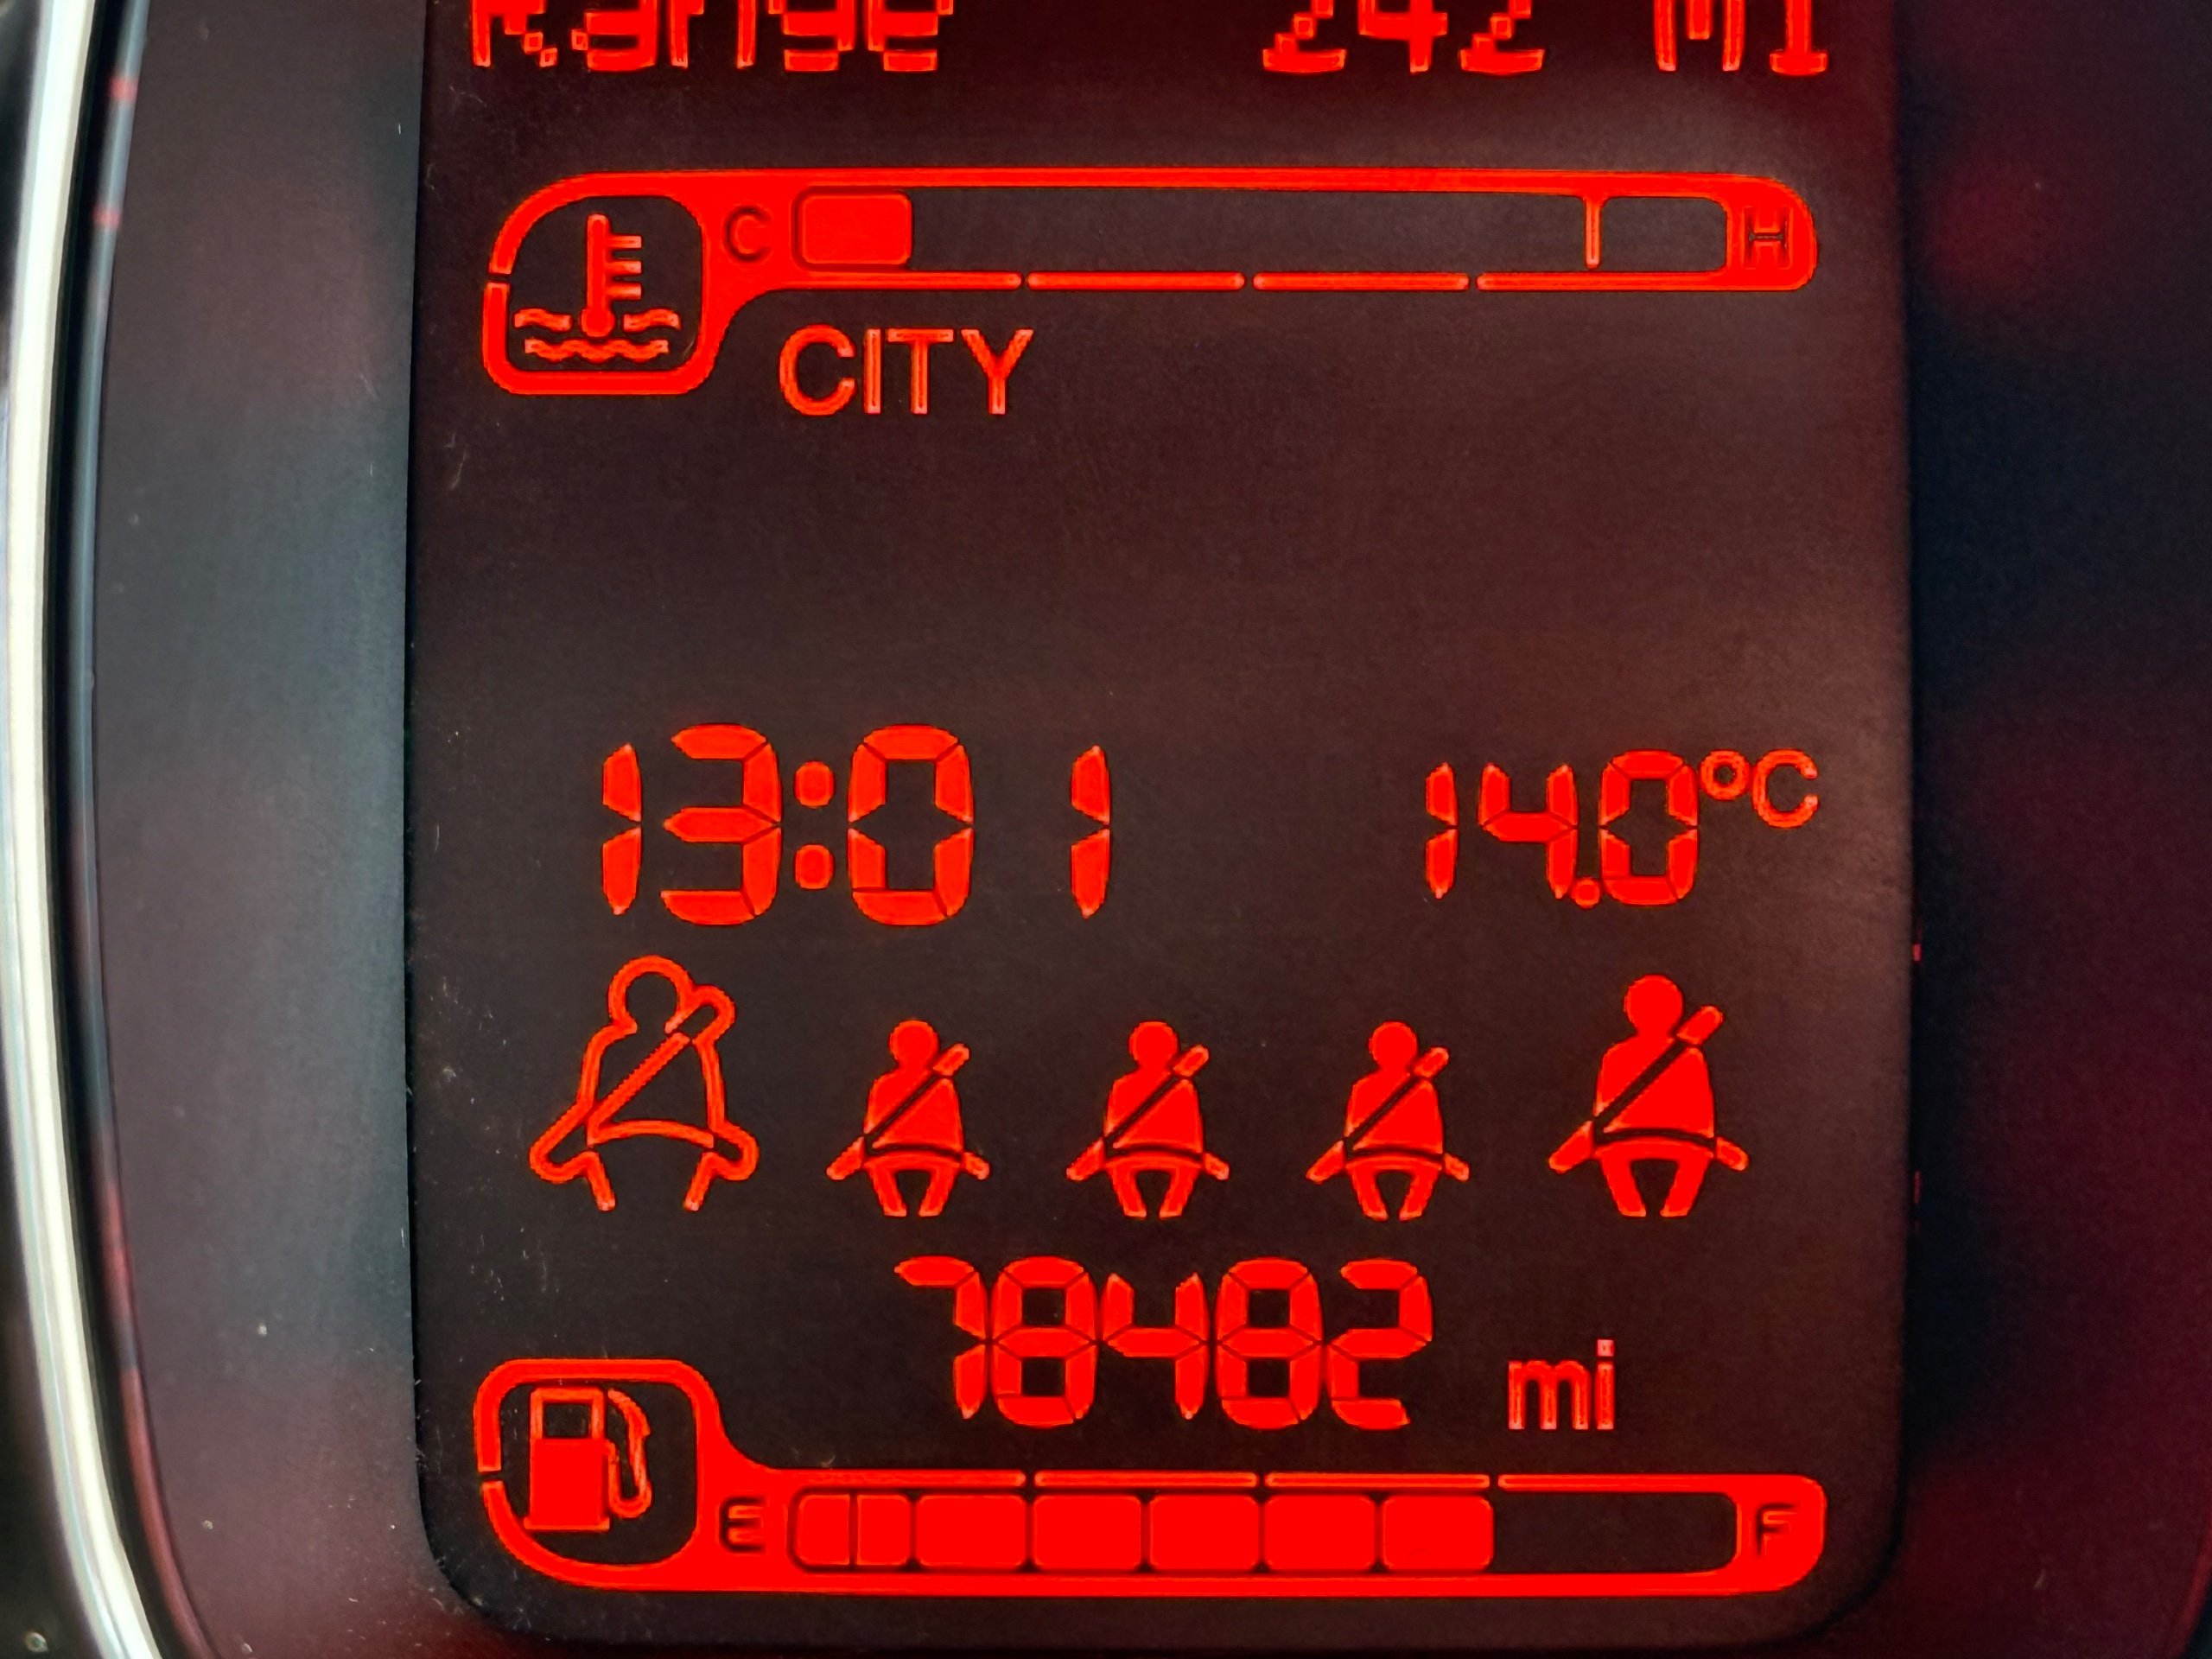 Range 242 mi
C H
CITY
13:01 14.0°C
78482 mi
E F